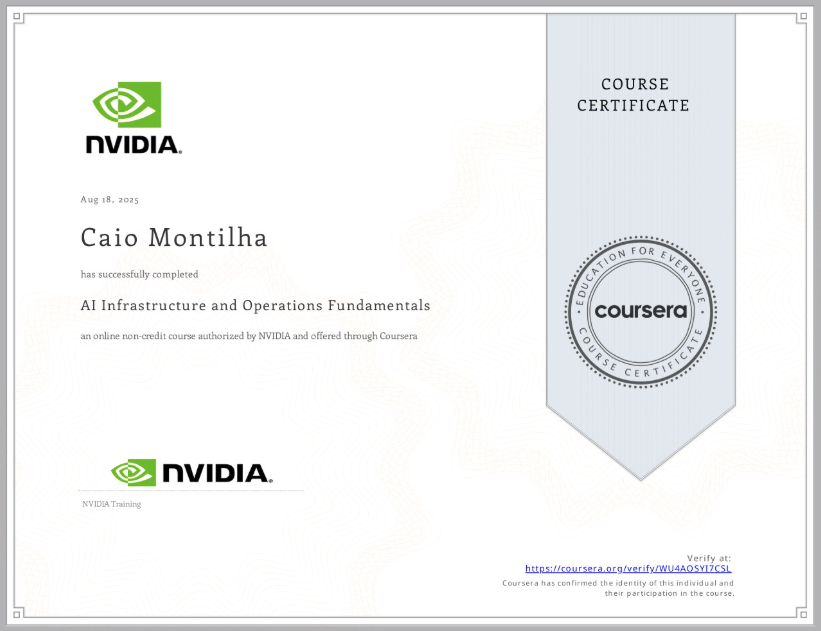 NVIDIA.
COURSE
CERTIFICATE
Aug 18, 2025
Caio Montilha
has successfully completed
AI Infrastructure and Operations Fundamentals
an online non-credit course authorized by NVIDIA and offered through Coursera
EDUCATION FOR EVERYONE
coursera
COURSE CERTIFICATE
NVIDIA.
NVIDIA Training
Verify at:
https://coursera.org/verify/WU4AOSYI7CSL
Coursera has confirmed the identity of this individual and
their participation in the course.